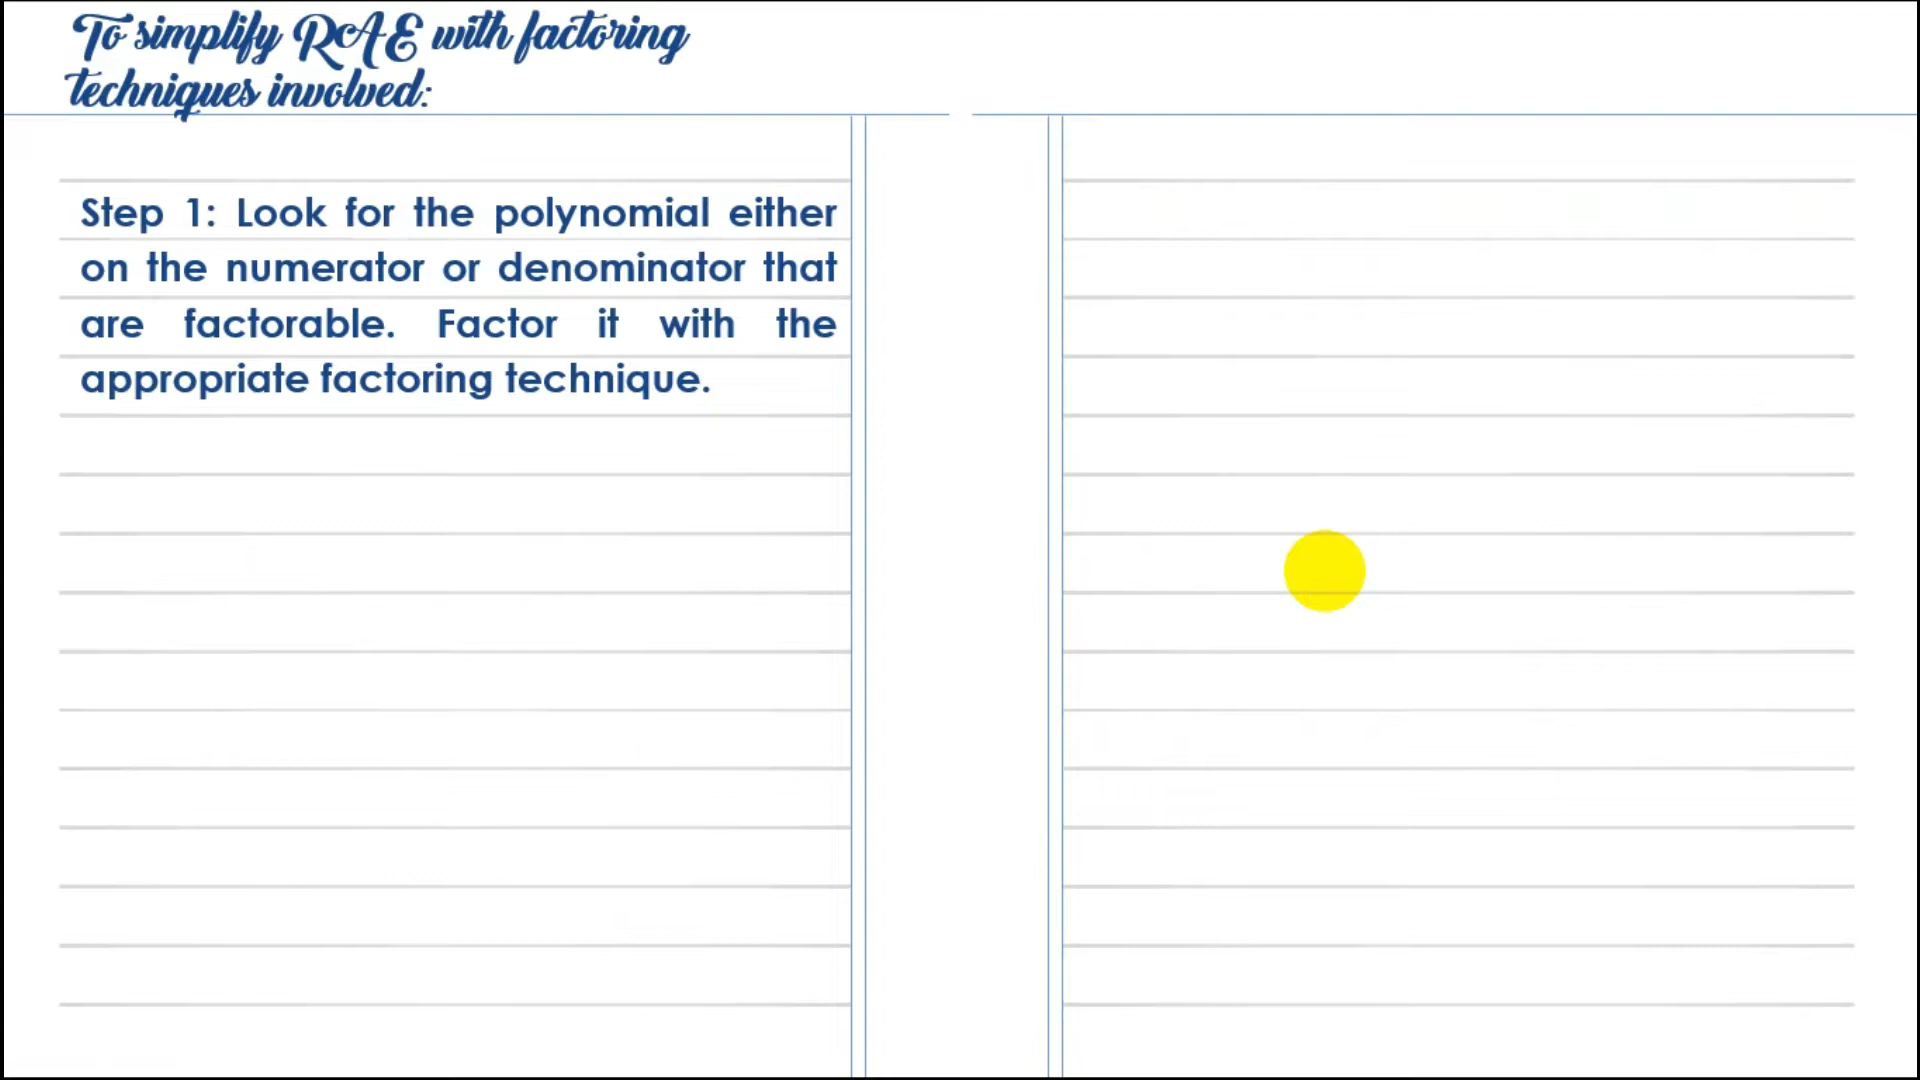 To simplify RAE with factoring
techniques involved:
Step 1: Look for the polynomial either
on the numerator or denominator that
are factorable. Factor it with the
appropriate factoring technique.